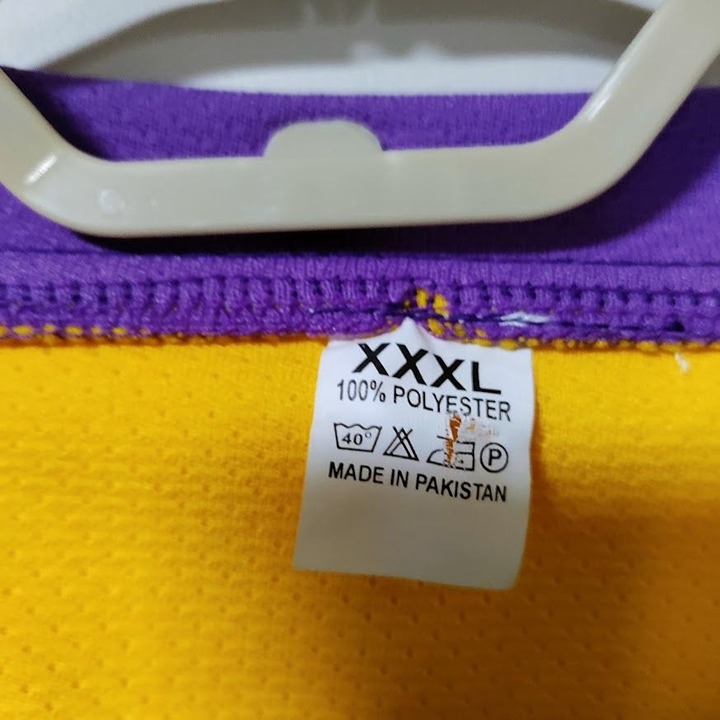 XXXL
100% POLYESTER
40° P
MADE IN PAKISTAN